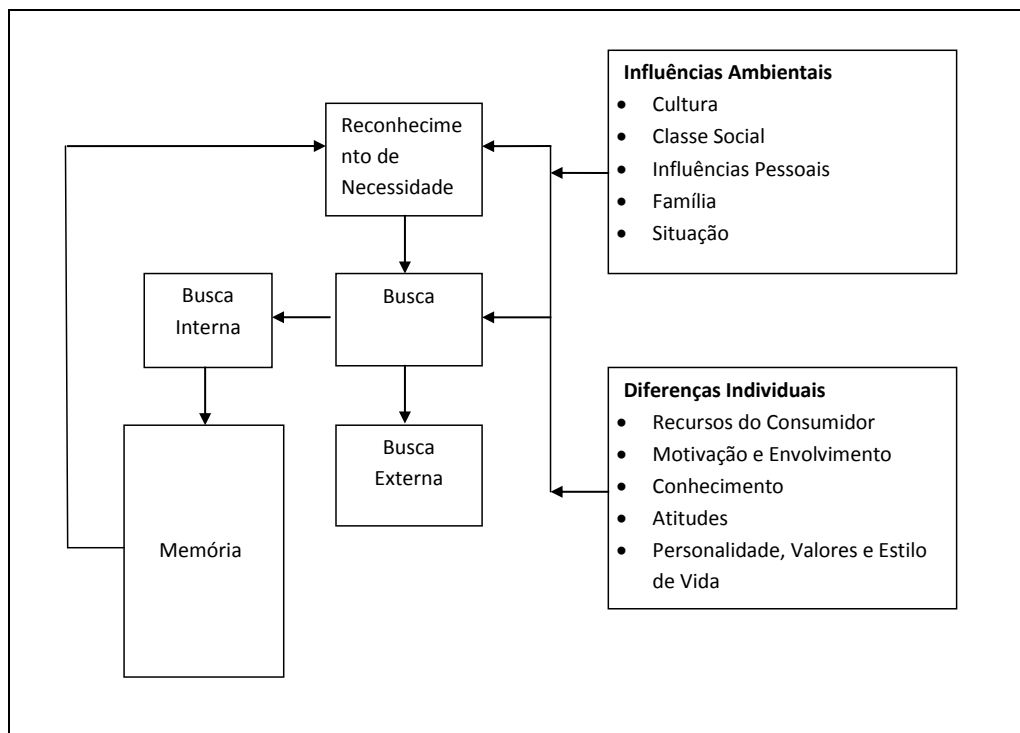 Reconhecime
nto de
Necessidade
Busca
Interna
Busca
Busca
Externa
Memória
Influências Ambientais
• Cultura
• Classe Social
• Influências Pessoais
• Família
• Situação
Diferenças Individuais
• Recursos do Consumidor
• Motivação e Envolvimento
• Conhecimento
• Atitudes
• Personalidade, Valores e Estilo
de Vida